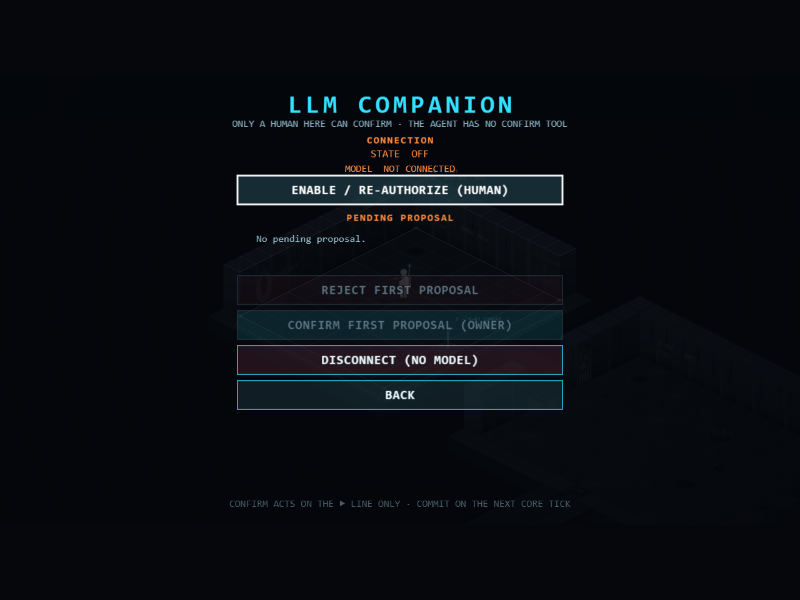 LLM COMPANION
ONLY A HUMAN HERE CAN CONFIRM - THE AGENT HAS NO CONFIRM TOOL
CONNECTION
STATE OFF
MODEL NOT CONNECTED
ENABLE / RE-AUTHORIZE (HUMAN)
PENDING PROPOSAL
No pending proposal.
REJECT FIRST PROPOSAL
CONFIRM FIRST PROPOSAL (OWNER)
DISCONNECT (NO MODEL)
BACK
CONFIRM ACTS ON THE ► LINE ONLY - COMMIT ON THE NEXT CORE TICK